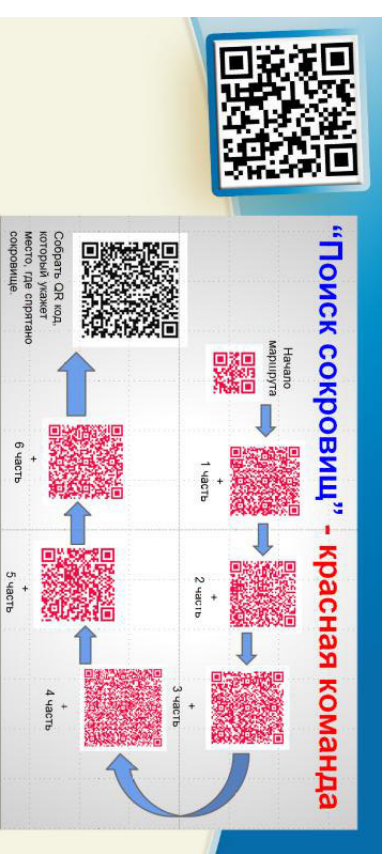 “Поиск сокровищ” - красная команда
Начало
маршрута
+
1 часть
+
2 часть
+
3 часть
+
4 часть
+
5 часть
+
6 часть
Собрать QR код,
который укажет
место, где спрятано
сокровище.